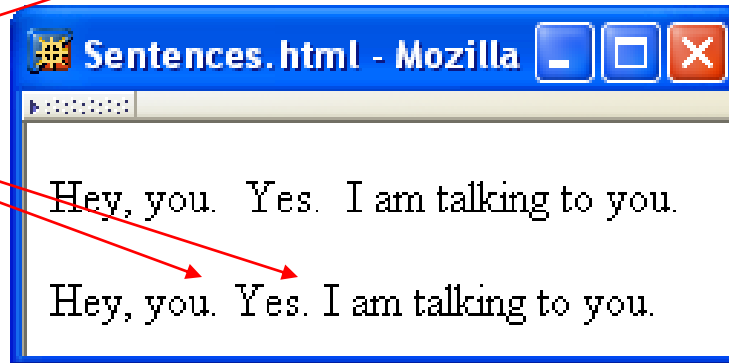 Sentences.html - Mozilla
Hey, you.  Yes.  I am talking to you.
Hey, you. Yes. I am talking to you.